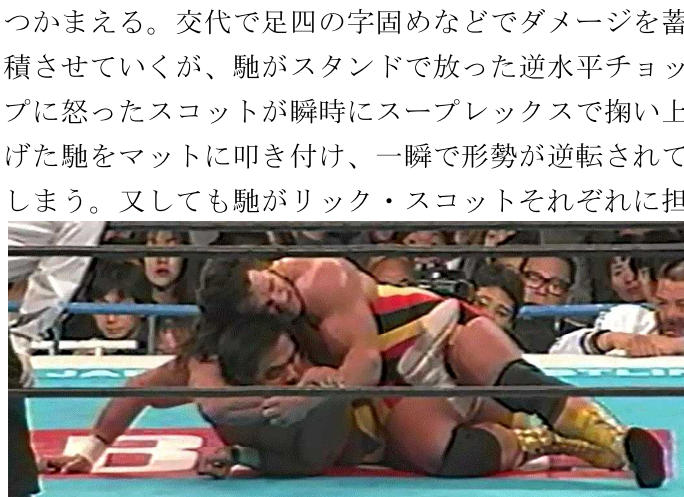 つかまえる。交代で足四の字固めなどでダメージを蓄
積させていくが、馳がスタンドで放った逆水平チョッ
プに怒ったスコットが瞬時にスープレックスで掬い上
げた馳をマットに叩き付け、一瞬で形勢が逆転されて
しまう。又しても馳がリック・スコットそれぞれに担